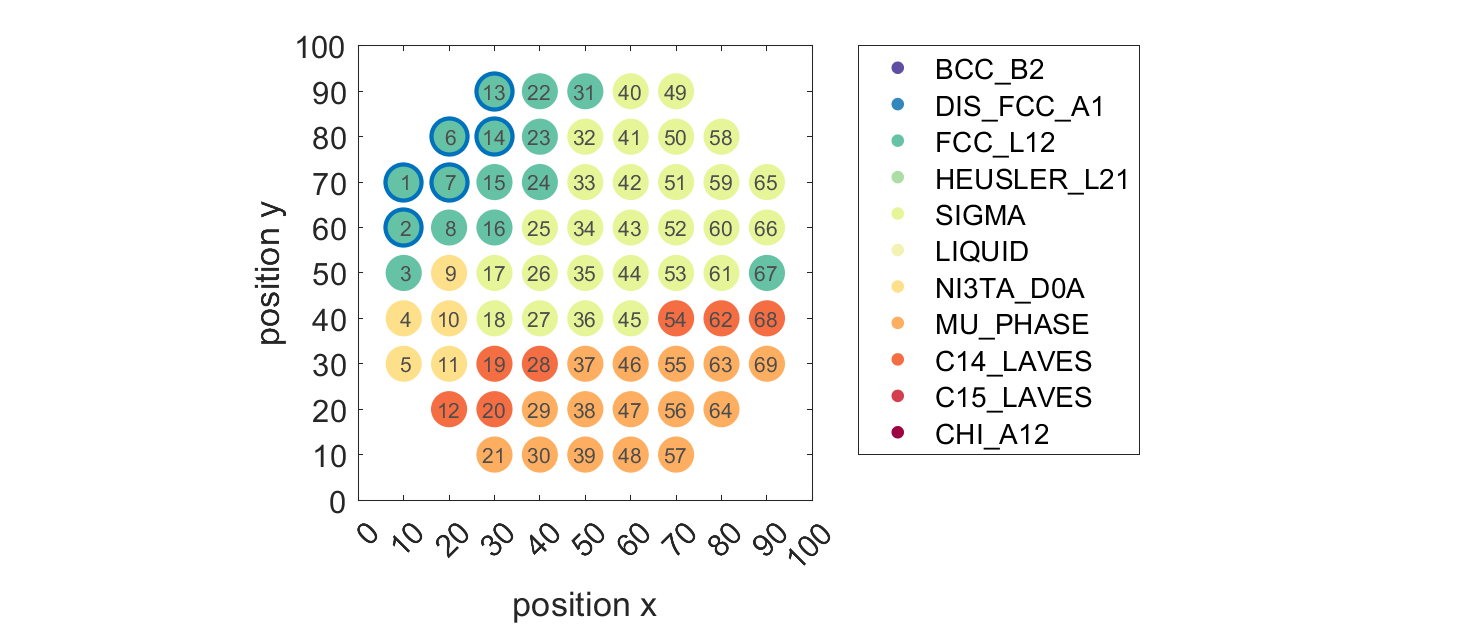 100
90
80
70
60
50
40
30
20
10
0
position y
13 22 31 40 49
6 14 23 32 41 50 58
1 7 15 24 33 42 51 59 65
2 8 16 25 34 43 52 60 66
3 9 17 26 35 44 53 61 67
4 10 18 27 36 45 54 62 68
5 11 19 28 37 46 55 63 69
12 20 29 38 47 56 64
21 30 39 48 57
0 10 20 30 40 50 60 70 80 90 100
position x
BCC_B2
DIS_FCC_A1
FCC_L12
HEUSLER_L21
SIGMA
LIQUID
NI3TA_D0A
MU_PHASE
C14_LAVES
C15_LAVES
CHI_A12